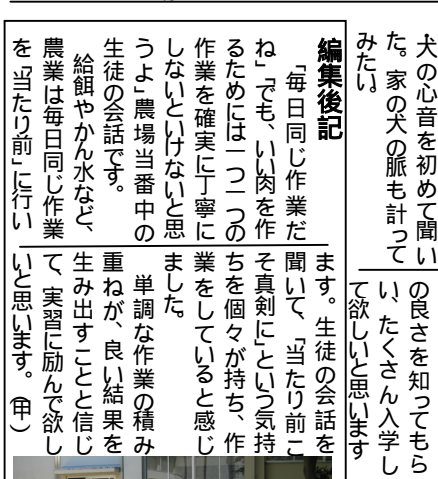 犬の心音を初めて聞い
た。家の犬の脈も計って
みたい。
の良さを知ってもら
い、たくさん入学し
て欲しいと思います
編集後記
「毎日同じ作業だ
ね」「でも、いい肉を作
るためには一つ一つの
作業を確実に丁寧に
しないといけないと思
うよ」農場当番中の
生徒の会話です。
給餌やかん水など、
農業は毎日同じ作業
を「当たり前」に行い
ます。生徒の会話を
聞いて、「当たり前こ
そ真剣に」という気持
ちを個々が持ち、作
業をしていると感じ
ました。
単調な作業の積み
重ねが、良い結果を
生み出すことと信じ
て、実習に励んで欲し
いと思います。(甲)